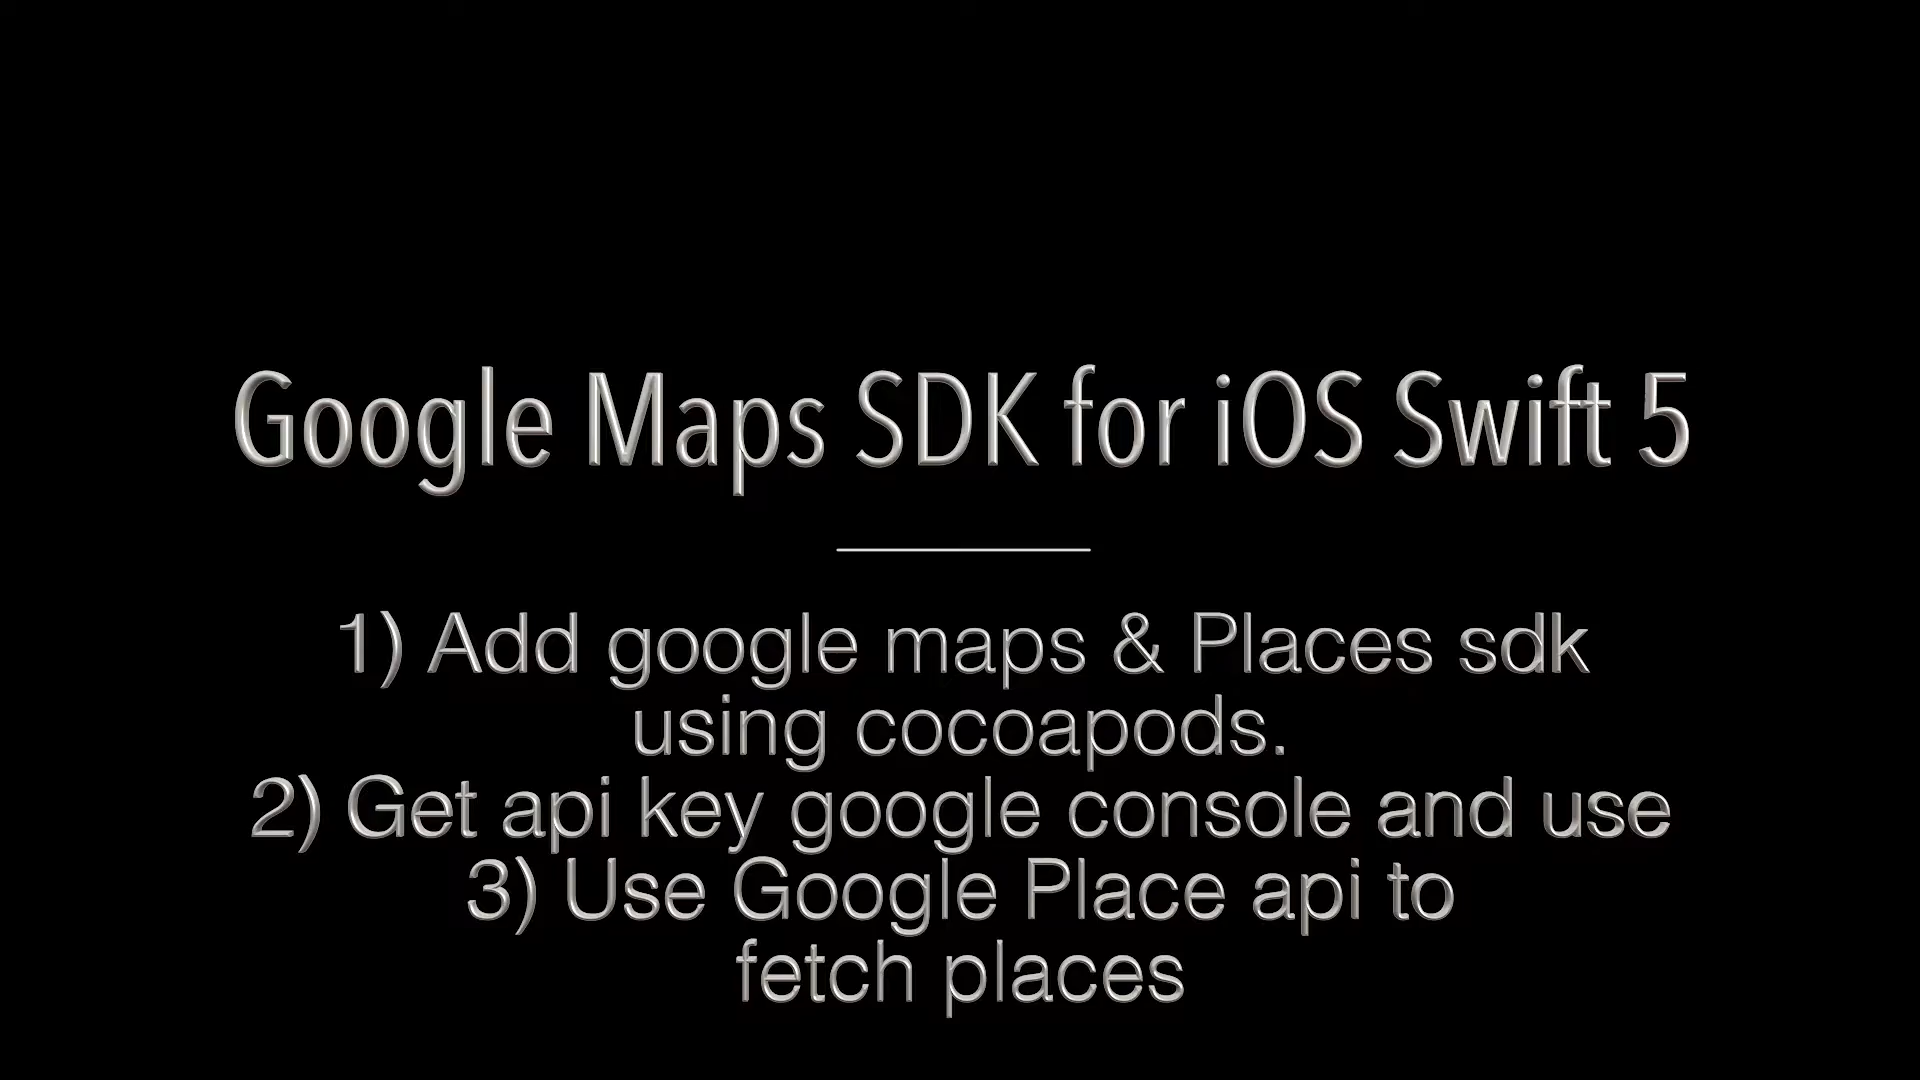 Google Maps SDK for iOS Swift 5
1) Add google maps & Places sdk
using cocoapods.
2) Get api key google console and use
3) Use Google Place api to
fetch places